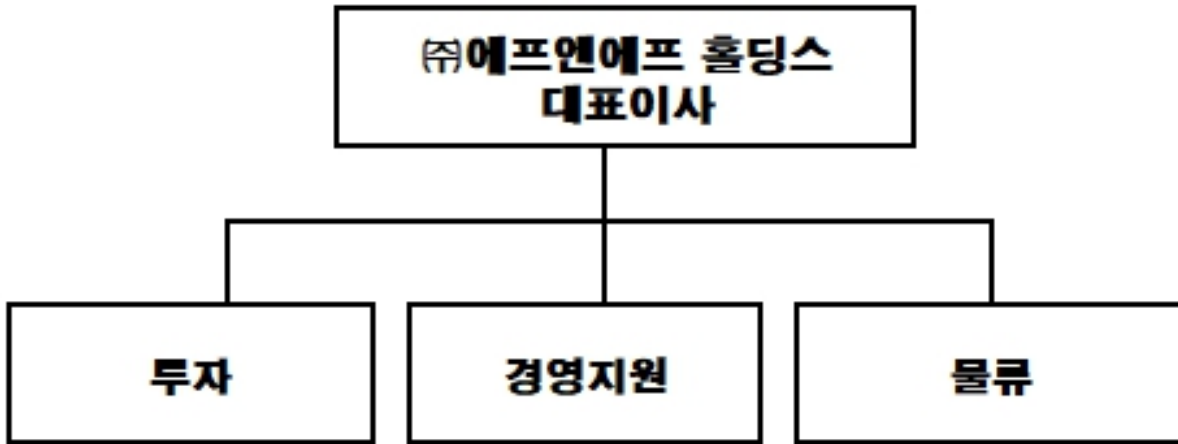 ㈜에프엔에프 홀딩스
대표이사
투자
경영지원
물류